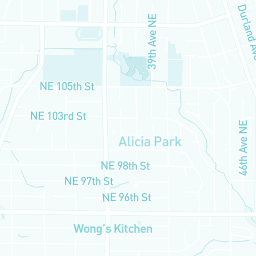 39th Ave NE
Durland Av
NE 105th St
NE 103rd St
Alicia Park
46th Ave NE
NE 98th St
NE 97th St
NE 96th St
Wong's Kitchen